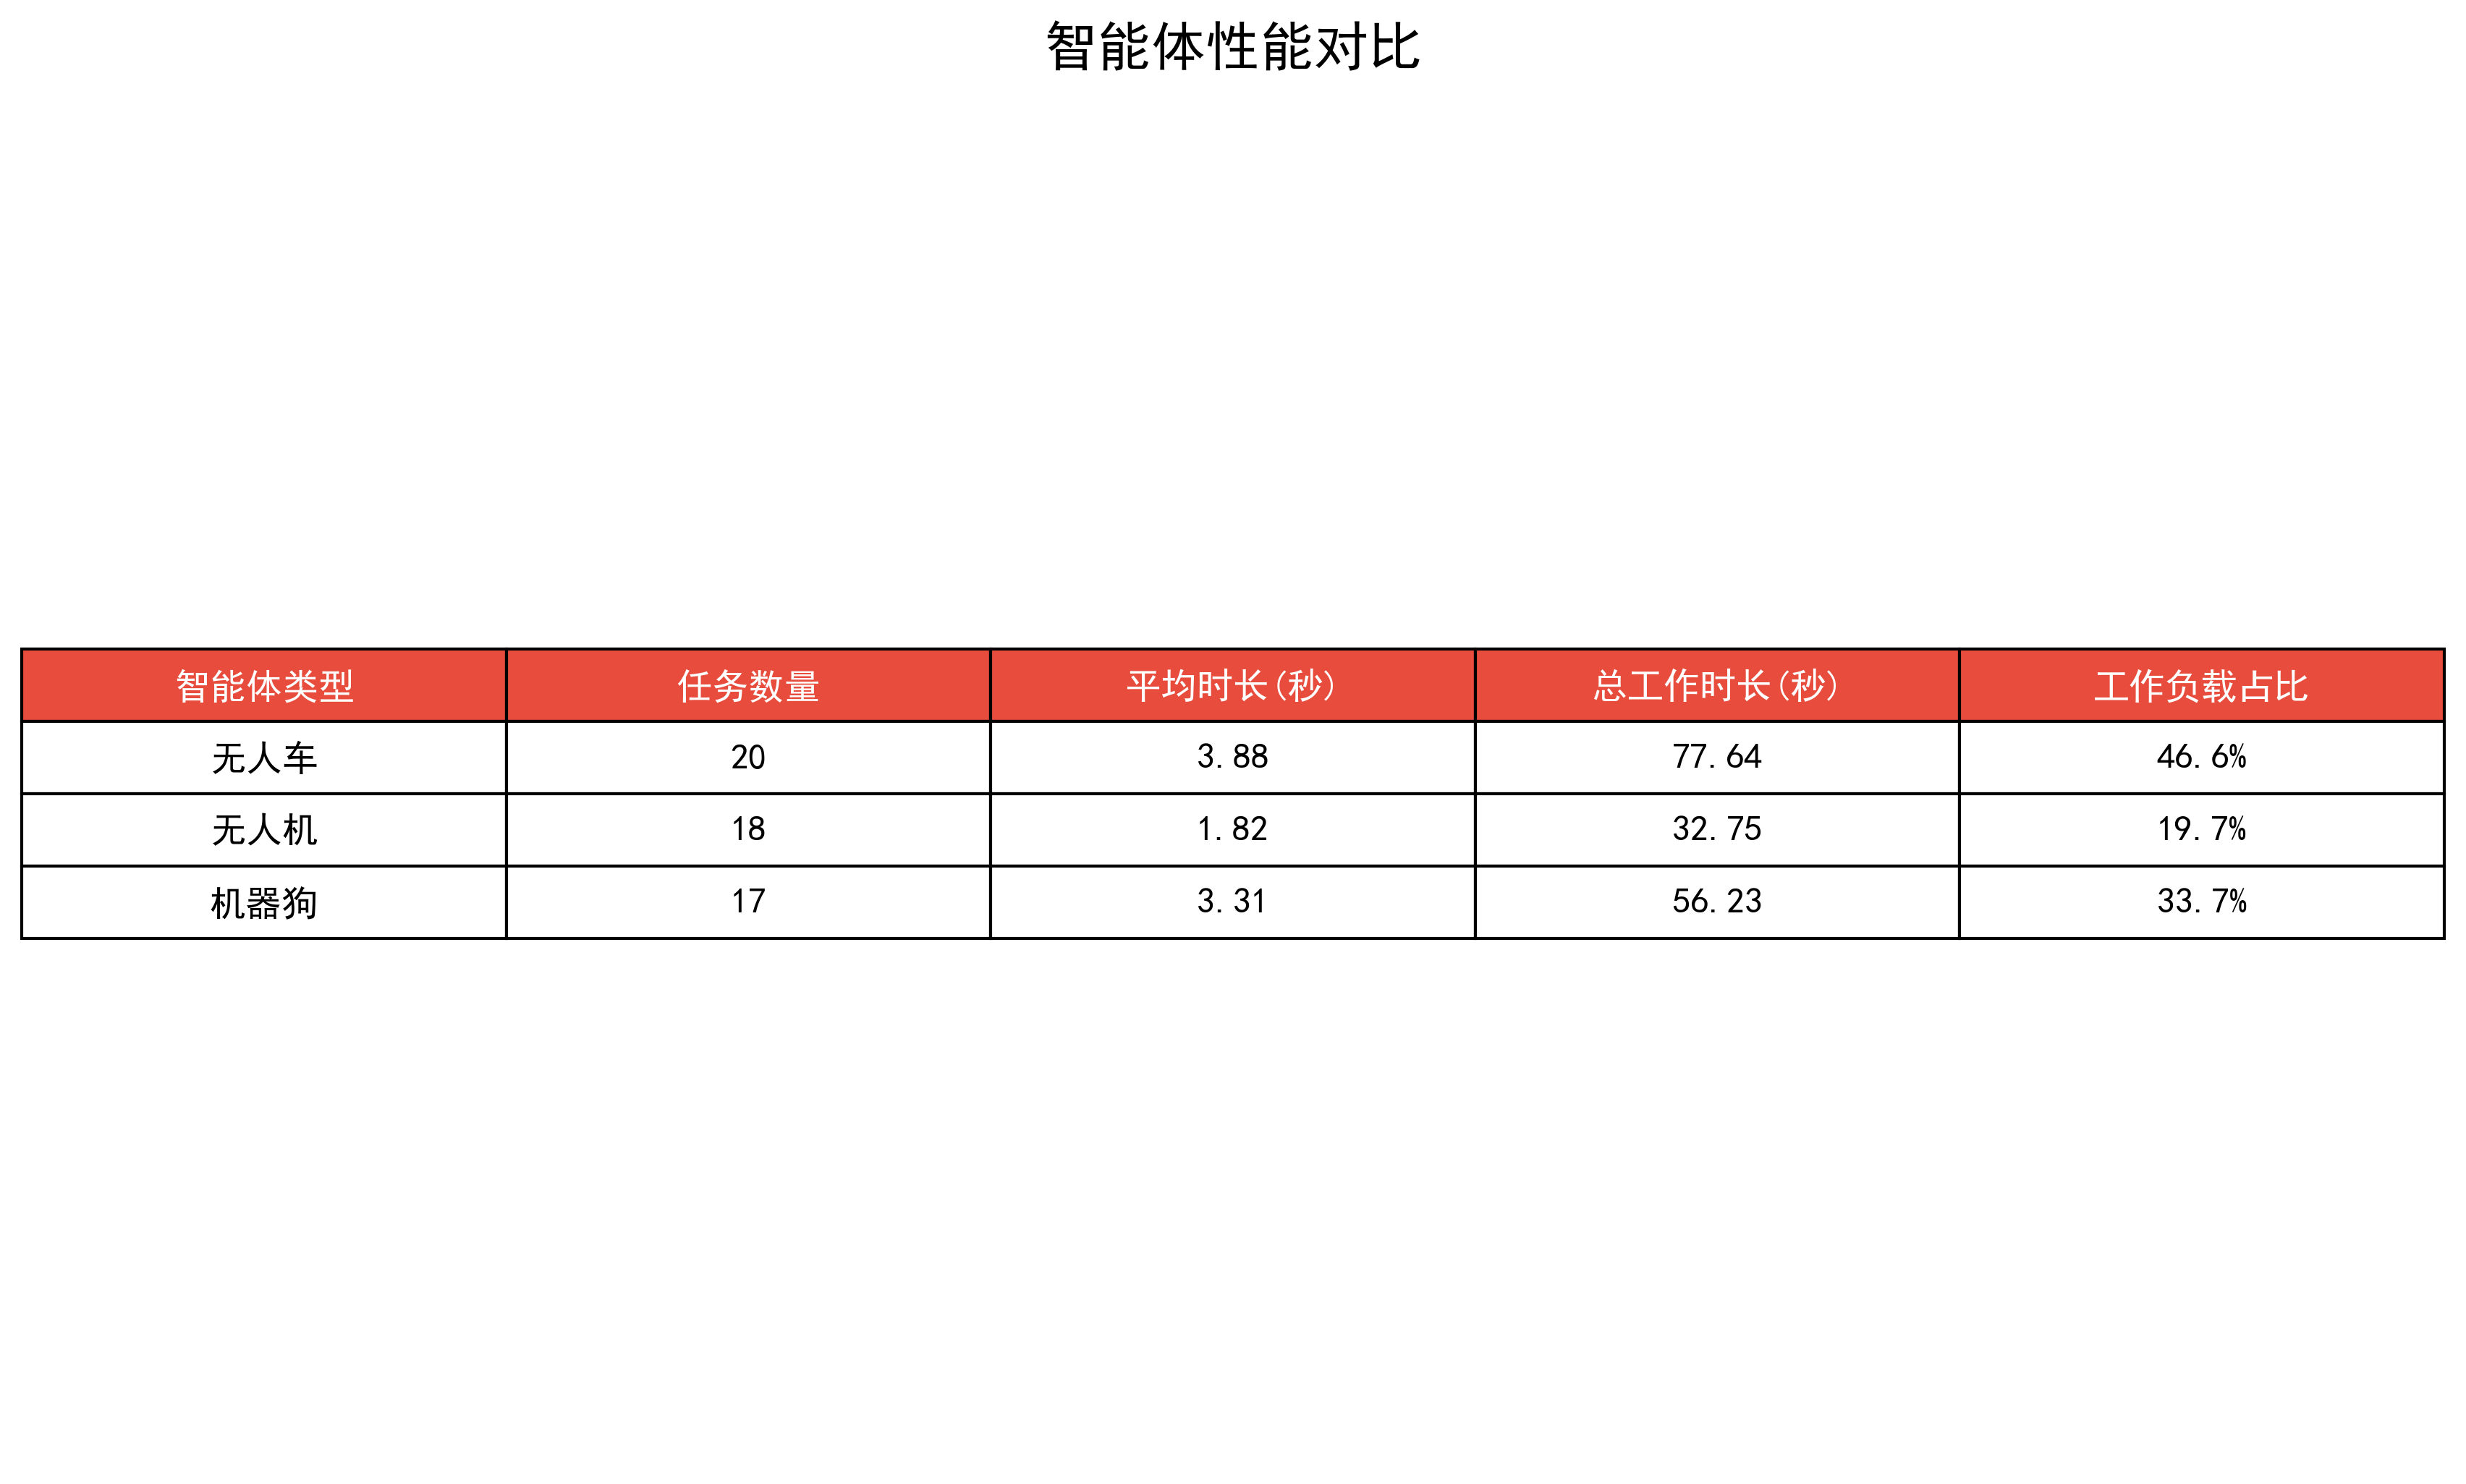 智能体性能对比
智能体类型 任务数量 平均时长(秒) 总工作时长(秒) 工作负载占比
无人车 20 3.88 77.64 46.6%
无人机 18 1.82 32.75 19.7%
机器狗 17 3.31 56.23 33.7%